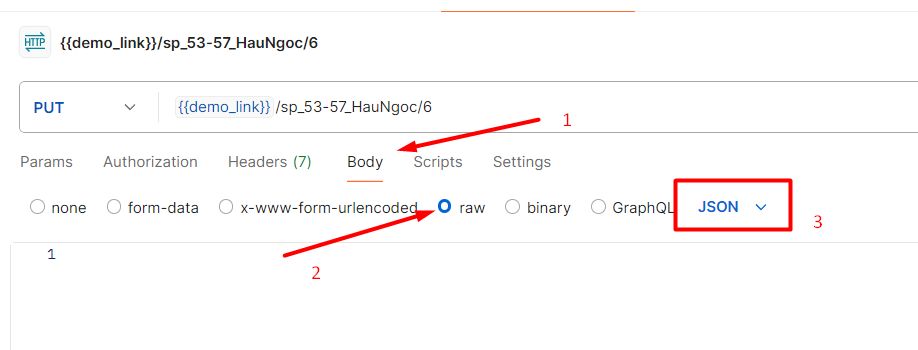 HTTP {{demo_link}}/sp_53-57_HauNgoc/6
PUT {{demo_link}} /sp_53-57_HauNgoc/6
1
Params Authorization Headers (7) Body Scripts Settings
none form-data x-www-form-urlencoded raw binary GraphQL JSON
3
1
2